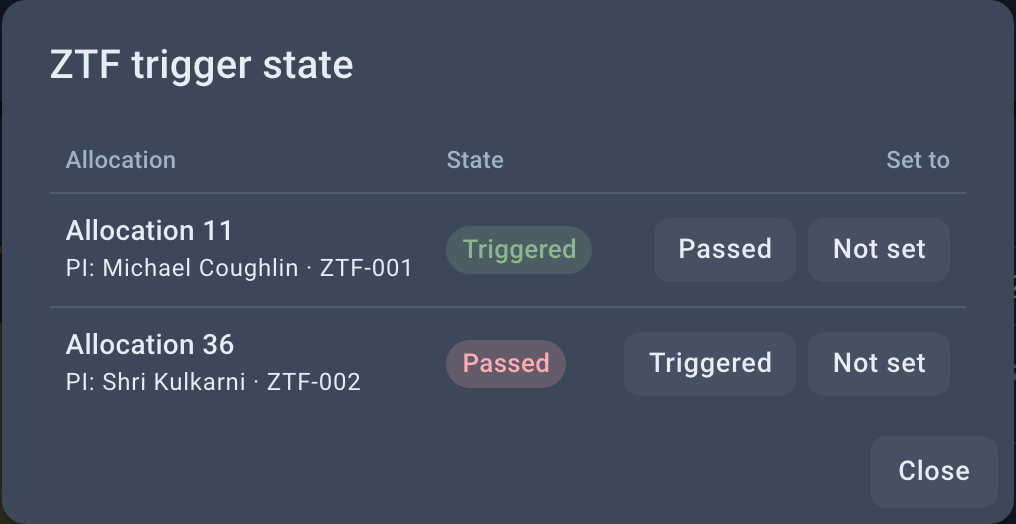 ZTF trigger state
Allocation State Set to
Allocation 11
PI: Michael Coughlin · ZTF-001
Triggered Passed Not set
Allocation 36
PI: Shri Kulkarni · ZTF-002
Passed Triggered Not set
Close